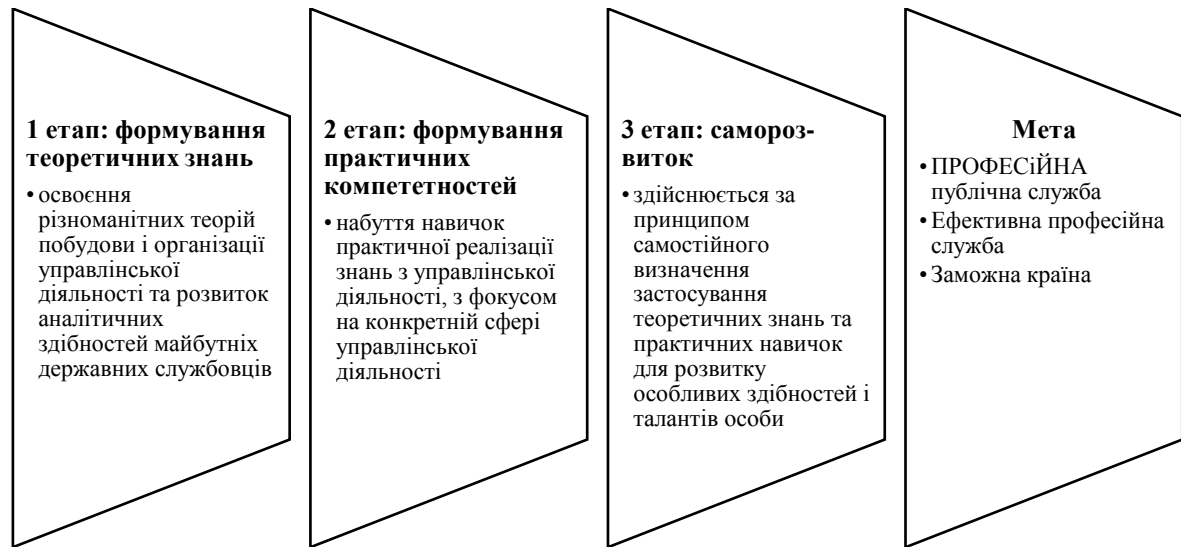 1 етап: формування
теоретичних знань
• освоєння
різноманітних теорій
побудови і організації
управлінської
діяльності та розвиток
аналітичних
здібностей майбутніх
державних службовців
2 етап: формування
практичних
компететностей
• набуття навичок
практичної реалізації
знань з управлінської
діяльності, з фокусом
на конкретній сфері
управлінської
діяльності
3 етап: самороз-
виток
• здійснюється за
принципом
самостійного
визначення
застосування
теоретичних знань та
практичних навичок
для розвитку
особливих здібностей і
талантів особи
Мета
• ПРОФЕСіЙНА
публічна служба
• Ефективна професійна
служба
• Заможна країна